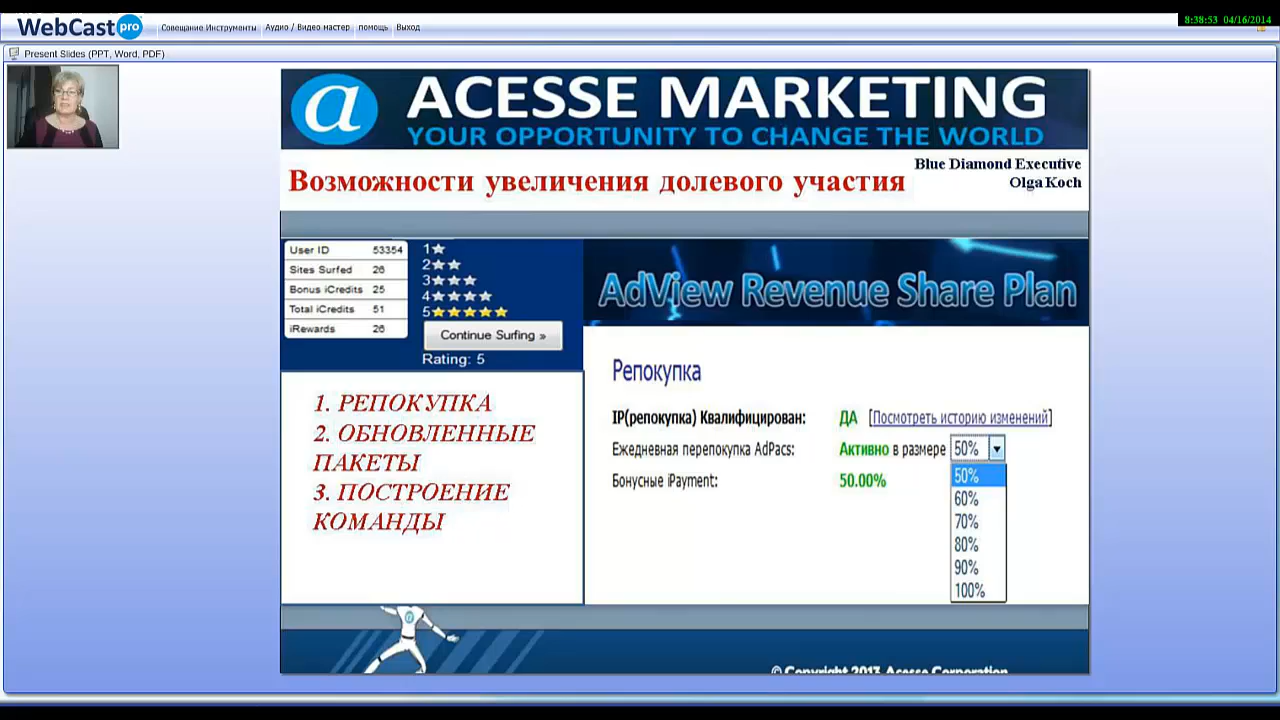 8:38:53 04/16/2014
WebCast pro
Совещание Инструменты Аудио / Видео мастер помощь Выход
Present Slides (PPT, Word, PDF)
a ACESSE MARKETING
YOUR OPPORTUNITY TO CHANGE THE WORLD
Blue Diamond Executive
Olga Koch
Возможности увеличения долевого участия
User ID 53354
Sites Surfed 26
Bonus iCredits 25
Total iCredits 51
iRewards 26
1
2
3
4
5
Continue Surfing »
Rating: 5
AdView Revenue Share Plan
1. РЕПОКУПКА
2. ОБНОВЛЕННЫЕ
ПАКЕТЫ
3. ПОСТРОЕНИЕ
КОМАНДЫ
Репокупка
IP(репокупка) Квалифицирован: ДА [Посмотреть историю изменений]
Ежедневная перепокупка AdPacs: Активно в размере 50%
Бонусные iPayment: 50.00%
50%
60%
70%
80%
90%
100%
© Copyright 2013 Acesse Corporation